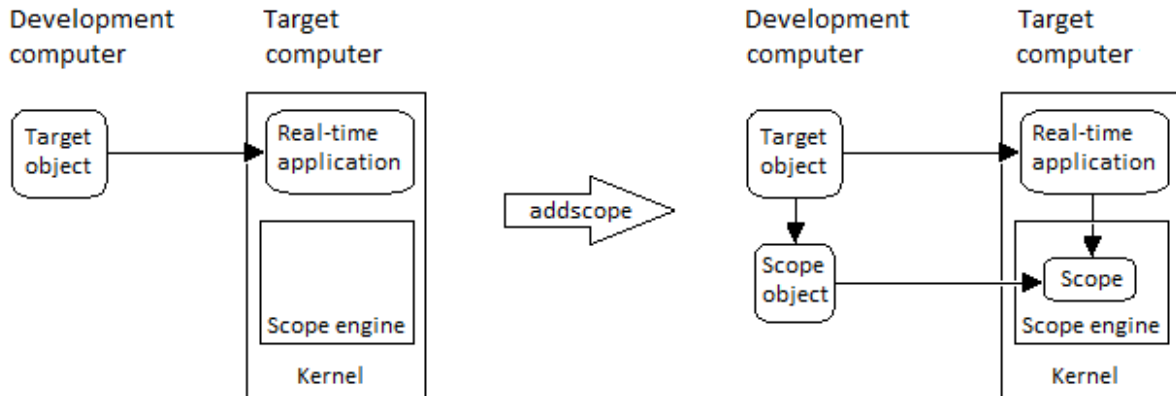 Development
computer
Target
computer
Target
object
Real-time
application
Scope engine
Kernel
addscope
Development
computer
Target
computer
Target
object
Real-time
application
Scope
object
Scope
Scope engine
Kernel